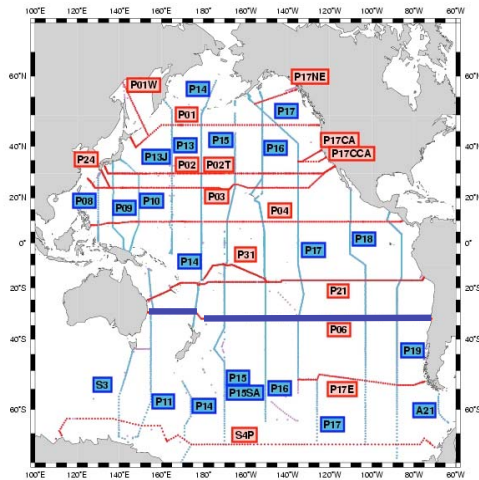 60°N
P01W
P14
P17NE
P17
P01
P13
P15
P16
P17CA
P17CCA
P24
P13J
P02
P02T
40°N
20°N
P08
P09
P10
P03
P04
0°
P14
P31
P17
P18
20°S
P21
P06
40°S
S3
P11
P14
P15
P15SA
P16
P17E
P19
60°S
S4P
P17
A21
100°E
120°E
140°E
160°E
180°
160°W
140°W
120°W
100°W
80°W
60°W